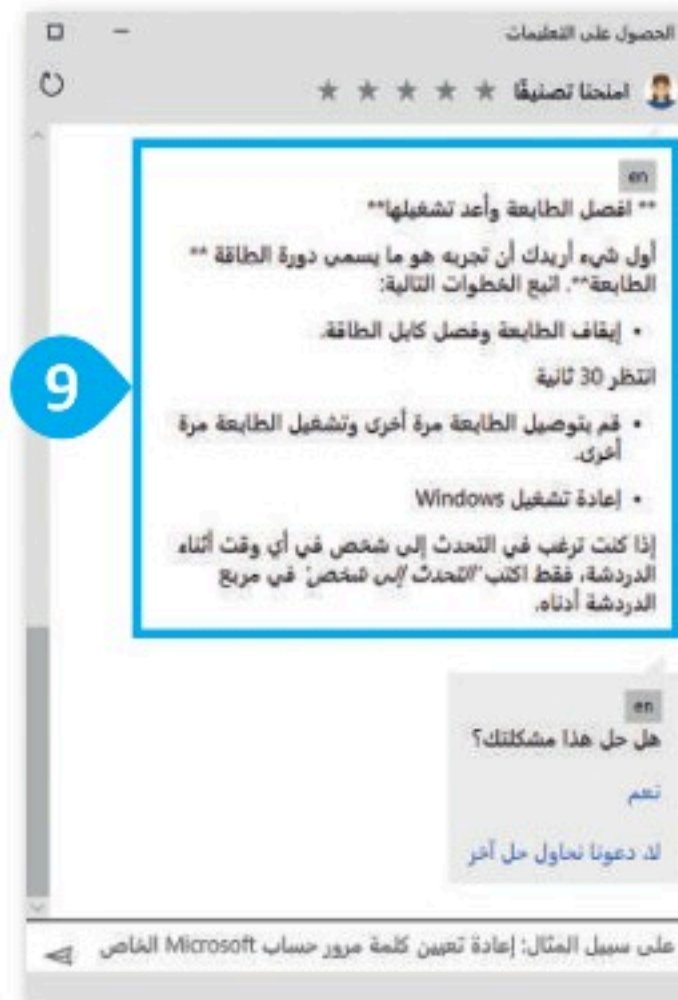 الحصول على التعليمات
امنحنا تصنيفًا
en
** افصل الطابعة وأعد تشغيلها**
أول شيء أريدك أن تجربه هو ما يسمى دورة الطاقة **
الطابعة**. اتبع الخطوات التالية:
• إيقاف الطابعة وفصل كابل الطاقة.
انتظر 30 ثانية
• قم بتوصيل الطابعة مرة أخرى وتشغيل الطابعة مرة
أخرى.
• إعادة تشغيل Windows
إذا كنت ترغب في التحدث إلى شخص في أي وقت أثناء
الدردشة، فقط اكتب "التحدث إلى شخص" في مربع
الدردشة أدناه.
9
en
هل حل هذا مشكلتك؟
نعم
لا، دعونا نحاول حل آخر
على سبيل المثال: إعادة تعيين كلمة مرور حساب Microsoft الخاص